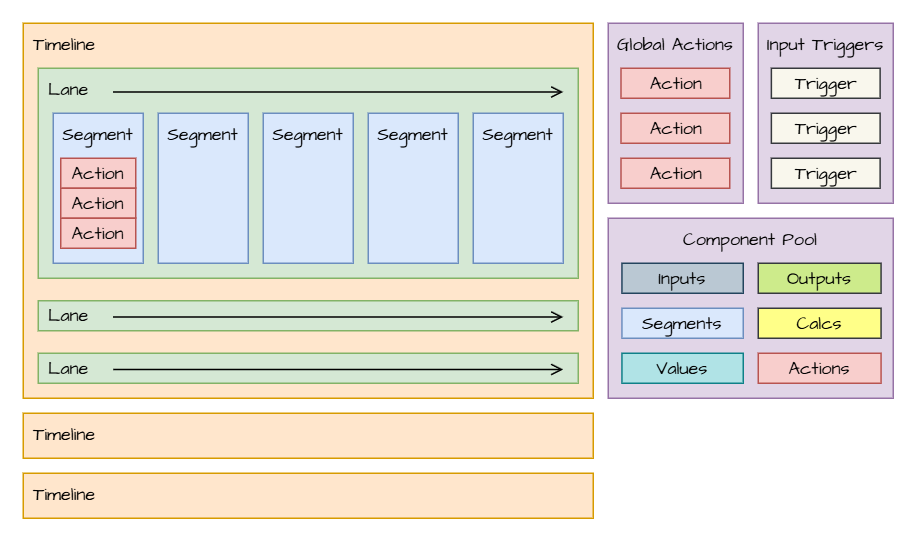 Timeline
Lane
Segment Segment Segment Segment Segment
Action
Action
Action
Lane
Lane
Timeline
Timeline
Global Actions
Action
Action
Action
Input Triggers
Trigger
Trigger
Trigger
Component Pool
Inputs Outputs
Segments Calcs
Values Actions